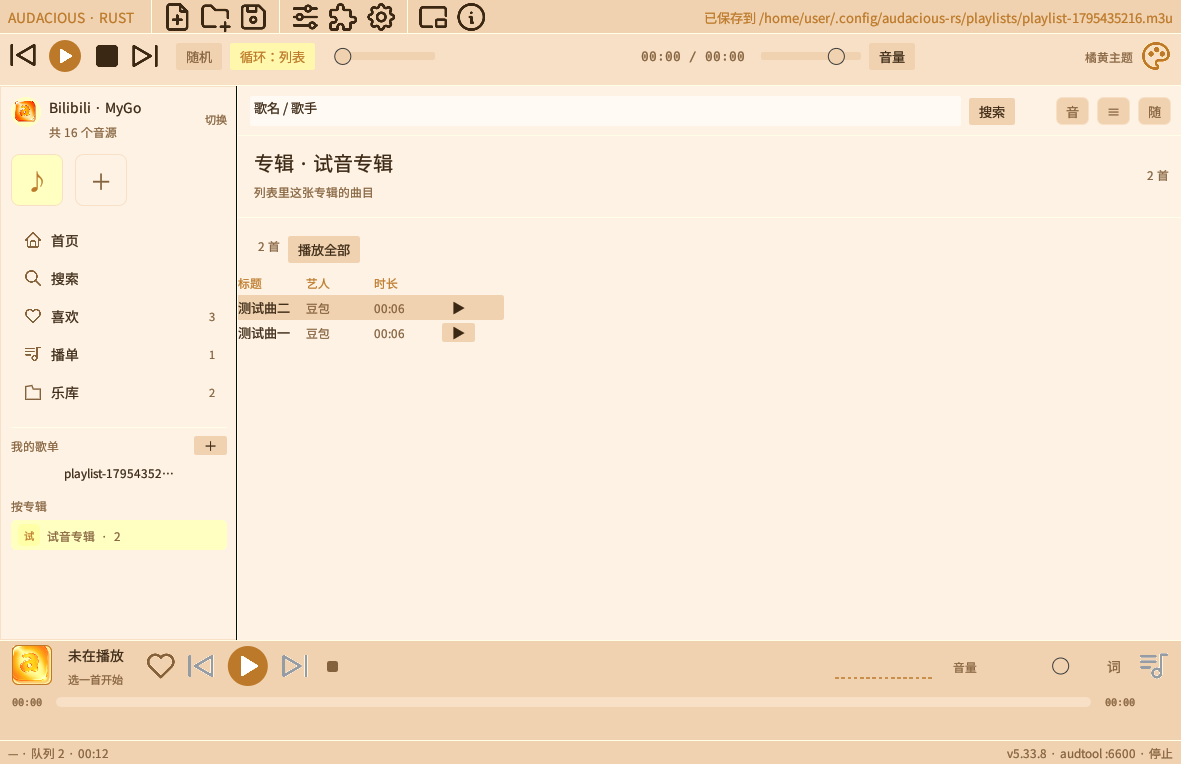 AUDACIOUS · RUST
已保存到 /home/user/.config/audacious-rs/playlists/playlist-1795435216.m3u
随机
循环：列表
00:00 / 00:00
音量
橘黄主题
Bilibili · MyGo
共 16 个音源
切换
首页
搜索
喜欢 3
播单 1
乐库 2
我的歌单
playlist-17954352…
按专辑
试 试音专辑 · 2
歌名 / 歌手
搜索
音
随
专辑 · 试音专辑
列表里这张专辑的曲目
2 首
2 首
播放全部
标题 艺人 时长
测试曲二 豆包 00:06
测试曲一 豆包 00:06
未在播放
选一首开始
音量
词
00:00
00:00
— · 队列 2 · 00:12
v5.33.8 · audtool :6600 · 停止